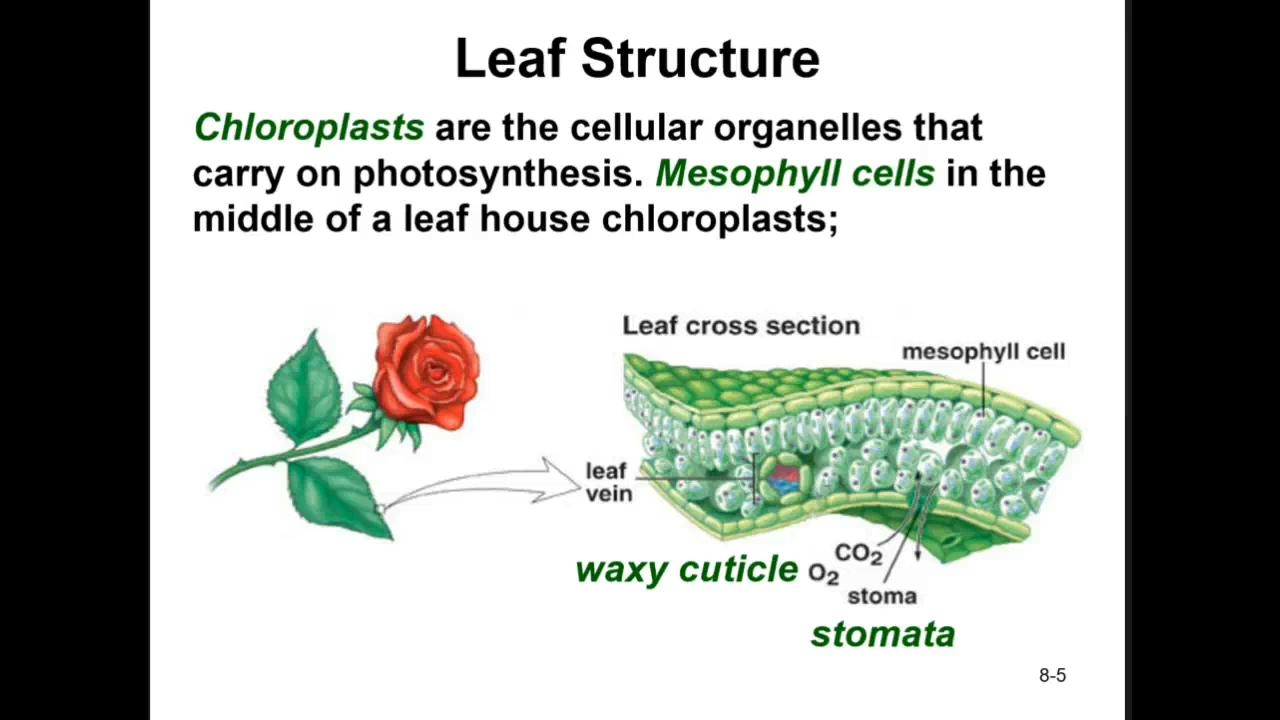 Leaf Structure
Chloroplasts are the cellular organelles that
carry on photosynthesis. Mesophyll cells in the
middle of a leaf house chloroplasts;
Leaf cross section
mesophyll cell
leaf
vein
waxy cuticle
CO2
O2
stoma
stomata
8-5